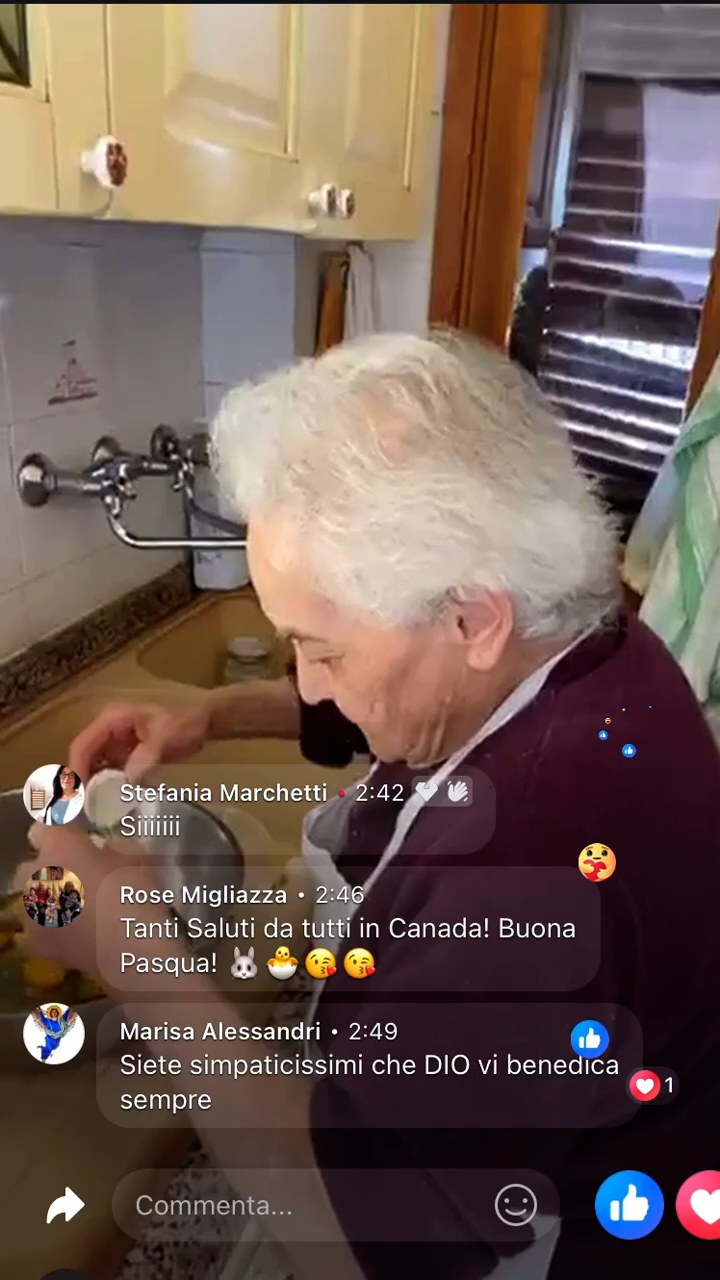 Stefania Marchetti • 2:42
Siiiiiii
Rose Migliazza • 2:46
Tanti Saluti da tutti in Canada! Buona
Pasqua! 🐰 🐣 😘 😘
Marisa Alessandri • 2:49
Siete simpaticissimi che DIO vi benedica
sempre
1
Commenta...